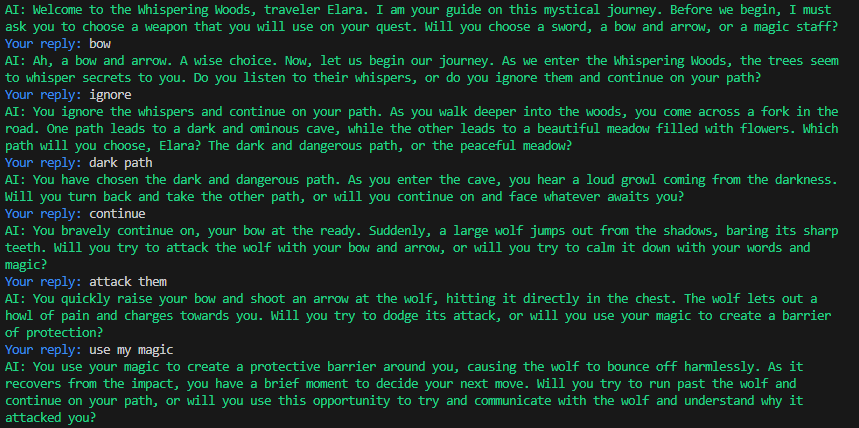 AI: Welcome to the Whispering Woods, traveler Elara. I am your guide on this mystical journey. Before we begin, I must
ask you to choose a weapon that you will use on your quest. Will you choose a sword, a bow and arrow, or a magic staff?
Your reply: bow
AI: Ah, a bow and arrow. A wise choice. Now, let us begin our journey. As we enter the Whispering Woods, the trees seem
to whisper secrets to you. Do you listen to their whispers, or do you ignore them and continue on your path?
Your reply: ignore
AI: You ignore the whispers and continue on your path. As you walk deeper into the woods, you come across a fork in the
road. One path leads to a dark and ominous cave, while the other leads to a beautiful meadow filled with flowers. Which
path will you choose, Elara? The dark and dangerous path, or the peaceful meadow?
Your reply: dark path
AI: You have chosen the dark and dangerous path. As you enter the cave, you hear a loud growl coming from the darkness.
Will you turn back and take the other path, or will you continue on and face whatever awaits you?
Your reply: continue
AI: You bravely continue on, your bow at the ready. Suddenly, a large wolf jumps out from the shadows, baring its sharp
teeth. Will you try to attack the wolf with your bow and arrow, or will you try to calm it down with your words and
magic?
Your reply: attack them
AI: You quickly raise your bow and shoot an arrow at the wolf, hitting it directly in the chest. The wolf lets out a
howl of pain and charges towards you. Will you try to dodge its attack, or will you use your magic to create a barrier
of protection?
Your reply: use my magic
AI: You use your magic to create a protective barrier around you, causing the wolf to bounce off harmlessly. As it
recovers from the impact, you have a brief moment to decide your next move. Will you try to run past the wolf and
continue on your path, or will you use this opportunity to try and communicate with the wolf and understand why it
attacked you?